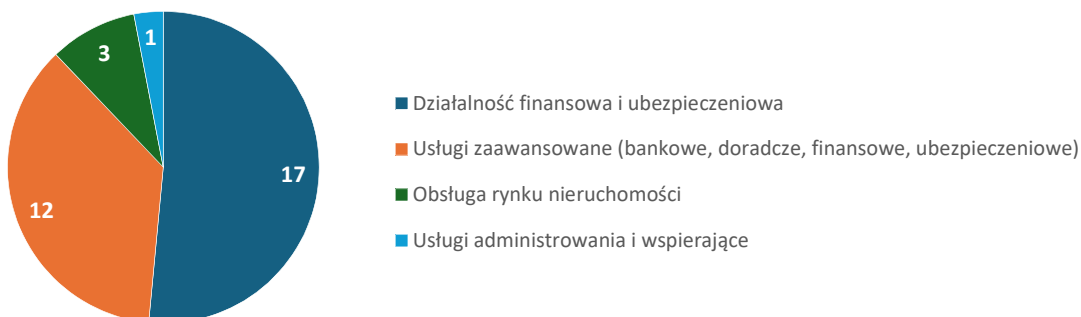 1
3
17
12
Działalność finansowa i ubezpieczeniowa
Usługi zaawansowane (bankowe, doradcze, finansowe, ubezpieczeniowe)
Obsługa rynku nieruchomości
Usługi administrowania i wspierające